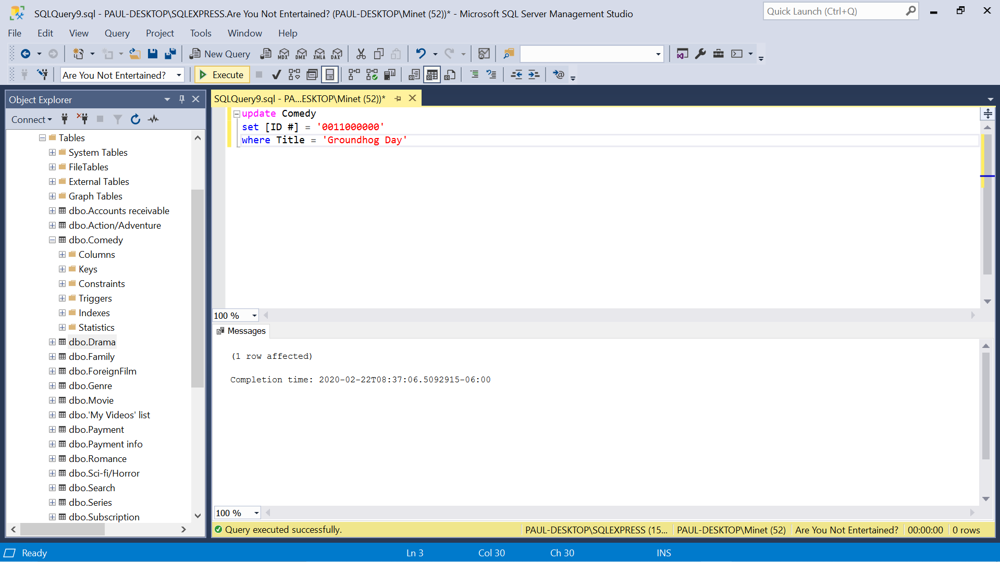 SQLQuery9.sql - PAUL-DESKTOP\SQLEXPRESS.Are You Not Entertained? (PAUL-DESKTOP\Minet (52))* - Microsoft SQL Server Management Studio
Quick Launch (Ctrl+Q)
File Edit View Query Project Tools Window Help
New Query MDX DMX XMLA DAX
Are You Not Entertained? Execute
Object Explorer
Connect
Tables
System Tables
FileTables
External Tables
Graph Tables
dbo.Accounts receivable
dbo.Action/Adventure
dbo.Comedy
Columns
Keys
Constraints
Triggers
Indexes
Statistics
dbo.Drama
dbo.Family
dbo.ForeignFilm
dbo.Genre
dbo.Movie
dbo.'My Videos' list
dbo.Payment
dbo.Payment info
dbo.Romance
dbo.Sci-fi/Horror
dbo.Search
dbo.Series
dbo.Subscription
SQLQuery9.sql - PA...ESKTOP\Minet (52))*
update Comedy
set [ID #] = '0011000000'
where Title = 'Groundhog Day'
100 %
Messages
(1 row affected)
Completion time: 2020-02-22T08:37:06.5092915-06:00
100 %
Query executed successfully. PAUL-DESKTOP\SQLEXPRESS (15... PAUL-DESKTOP\Minet (52) Are You Not Entertained? 00:00:00 0 rows
Ready Ln 3 Col 30 Ch 30 INS